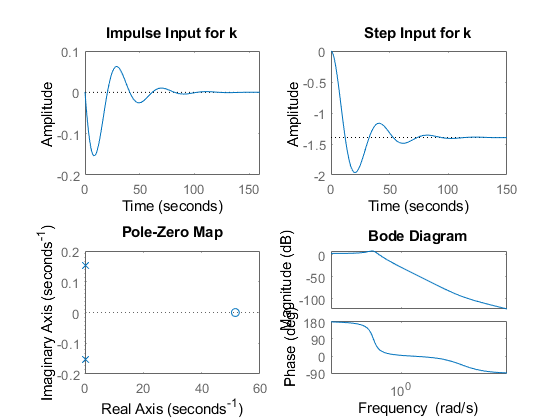 Impulse Input for k
0.1
0
-0.1
-0.2
Amplitude
0 50 100 150
Time (seconds)
Step Input for k
0
-0.5
-1
-1.5
-2
Amplitude
0 50 100 150
Time (seconds)
Pole-Zero Map
0.2
0.1
0
-0.1
-0.2
Imaginary Axis (seconds⁻¹)
0 20 40 60
Real Axis (seconds⁻¹)
Bode Diagram
0
-50
-100
Magnitude (dB)
180
90
0
-90
Phase (deg)
10⁰
Frequency (rad/s)